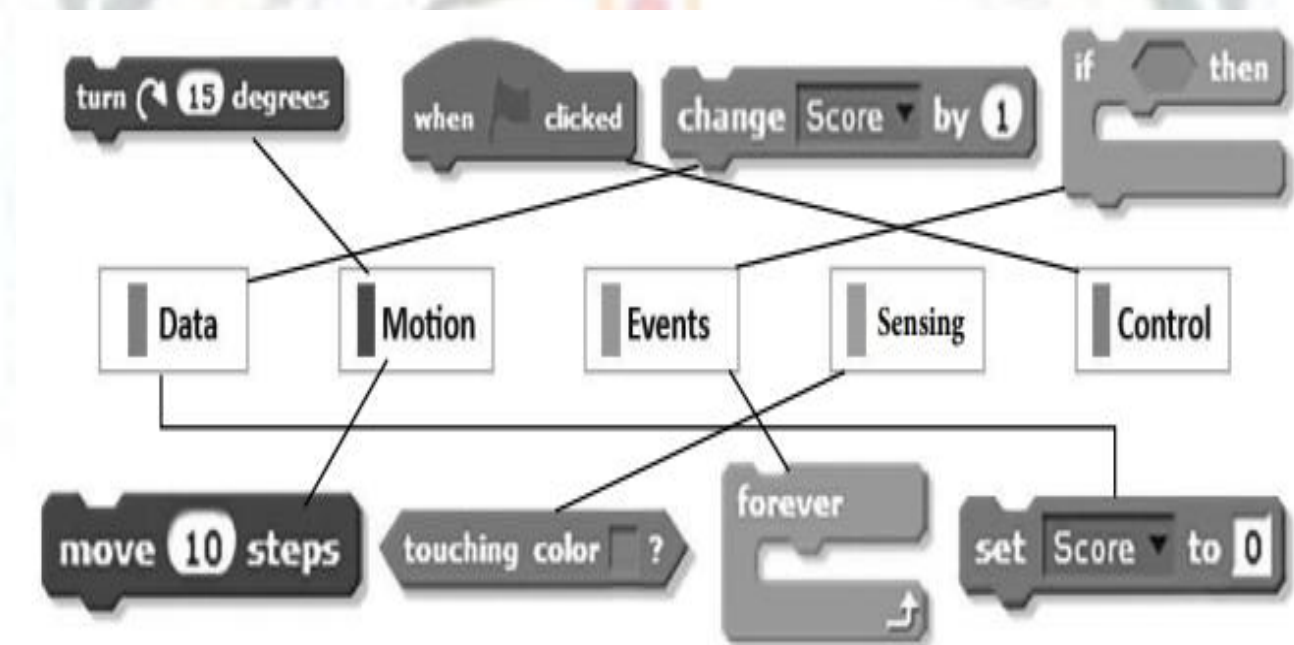 turn 15 degrees
when clicked
change Score by 1
if then
Data
Motion
Events
Sensing
Control
move 10 steps
touching color ?
forever
set Score to 0